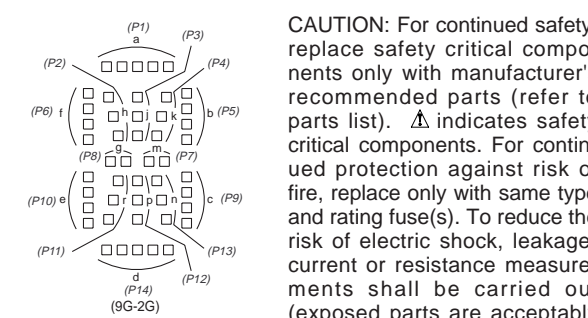 (P1)
a
(P3)
(P2)
(P4)
(P6) f
h j k
b (P5)
g m
(P8)
(P7)
(P10) e
r p n
c (P9)
(P11)
(P13)
(P12)
d
(P14)
(9G-2G)
CAUTION: For continued safety,
replace safety critical compo
nents only with manufacturer'
recommended parts (refer to
parts list). ⚠ indicates safety
critical components. For contin
ued protection against risk o
fire, replace only with same type
and rating fuse(s). To reduce the
risk of electric shock, leakage
current or resistance measure
ments shall be carried ou
(exposed parts are acceptabl